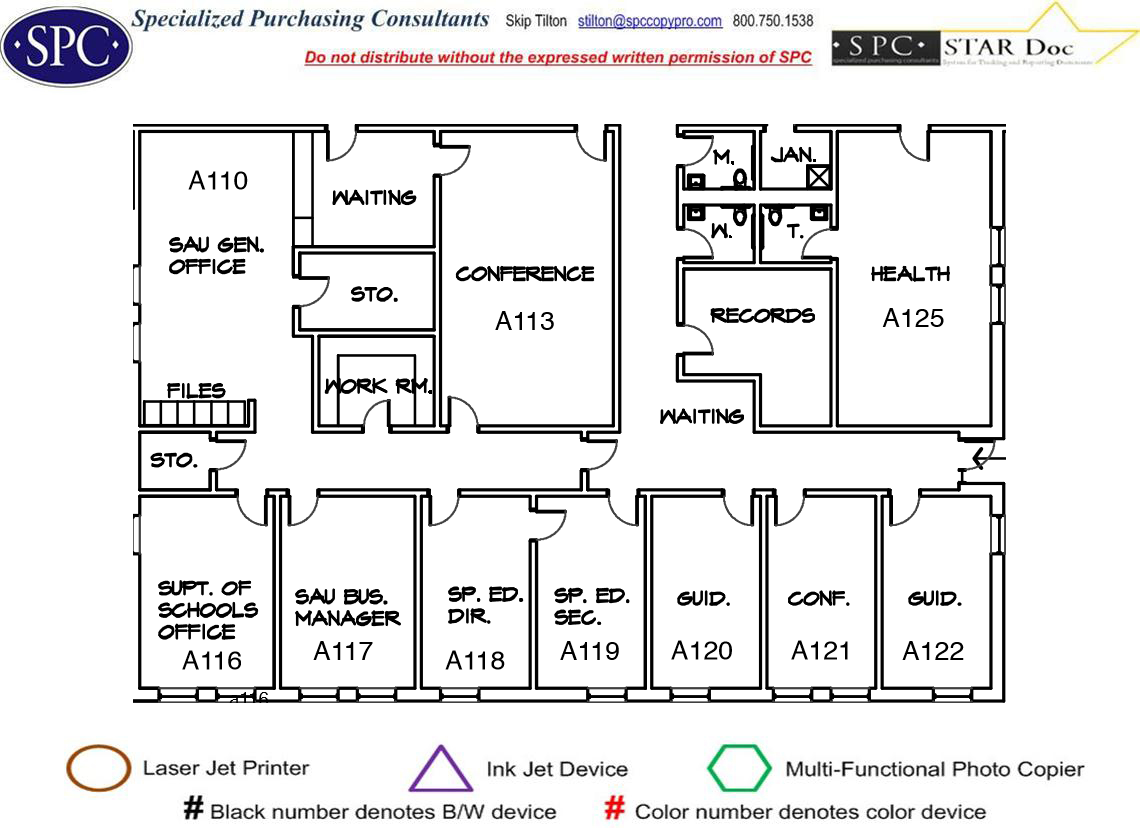 Specialized Purchasing Consultants Skip Tilton stilton@spccopypro.com 800.750.1538
·SPC·
Do not distribute without the expressed written permission of SPC
·SPC· STAR Doc
specialized purchasing consultants System for Tracking and Reporting Documents
M.
JAN.
A110
WAITING
W.
T.
SAU GEN.
OFFICE
CONFERENCE
HEALTH
STO.
RECORDS
A113
A125
FILES
WORK RM.
WAITING
STO.
SUPT. OF
SCHOOLS
OFFICE
A116
SAU BUS.
MANAGER
A117
SP. ED.
DIR.
A118
SP. ED.
SEC.
A119
GUID.
A120
CONF.
A121
GUID.
A122
a116
Laser Jet Printer
Ink Jet Device
Multi-Functional Photo Copier
# Black number denotes B/W device
# Color number denotes color device